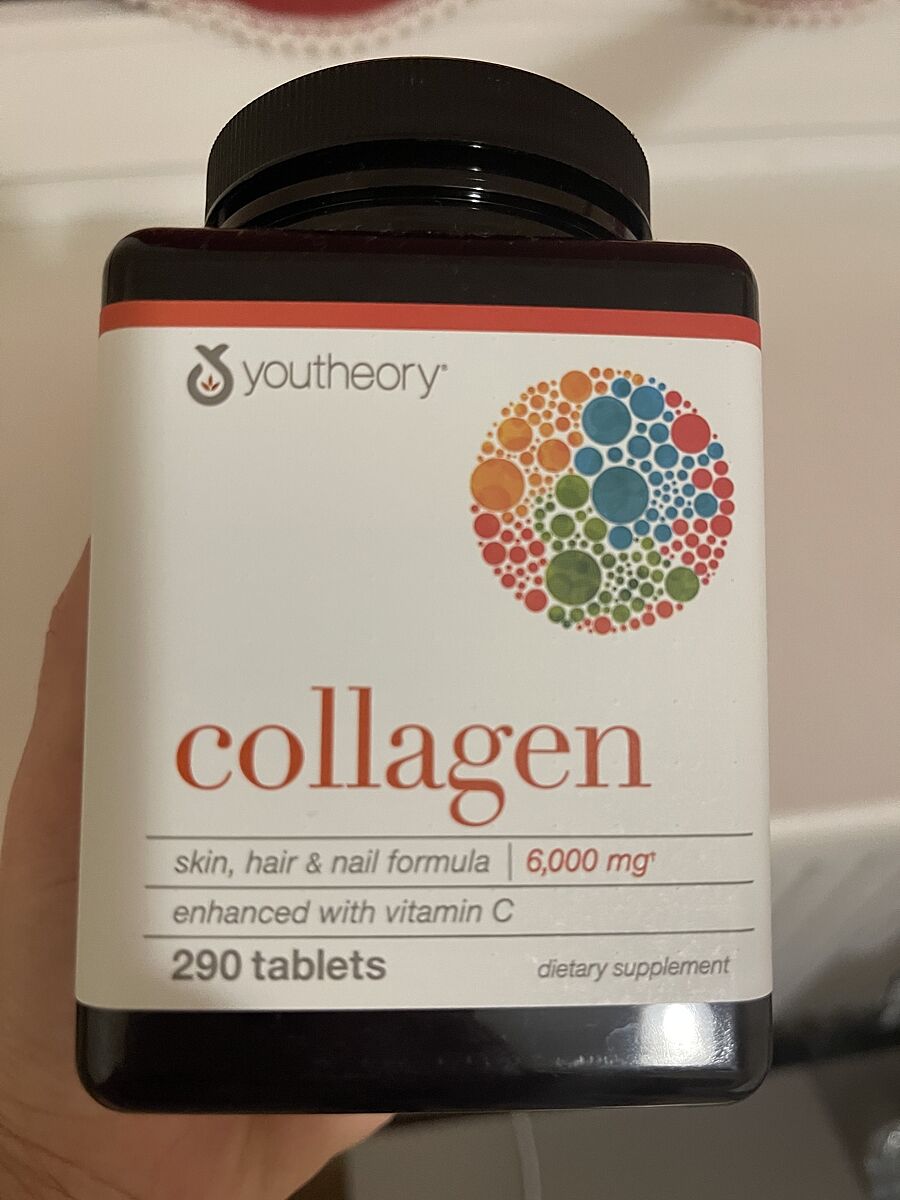 youtheory®
collagen
skin, hair & nail formula | 6,000 mg†
enhanced with vitamin C
290 tablets
dietary supplement